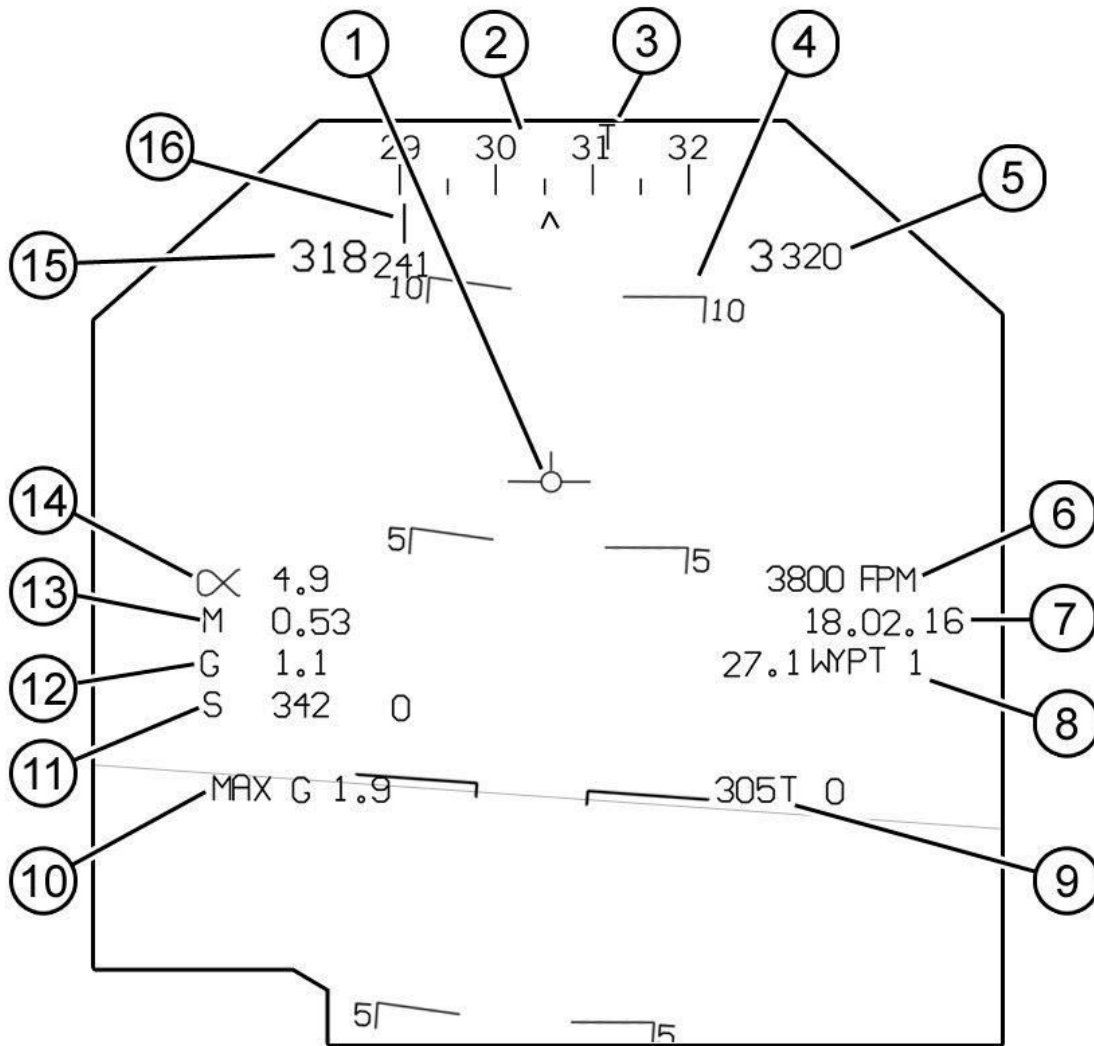 1 2 3 4
16 29 30 31 T 32 5
15 318 241 3 320
10 10
5 5
14 α 4.9 3800 FPM 6
13 M 0.53 18.02.16 7
12 G 1.1 27.1 WYPT 1 8
11 S 342 0
10 MAX G 1.9 305T 0 9
5 5